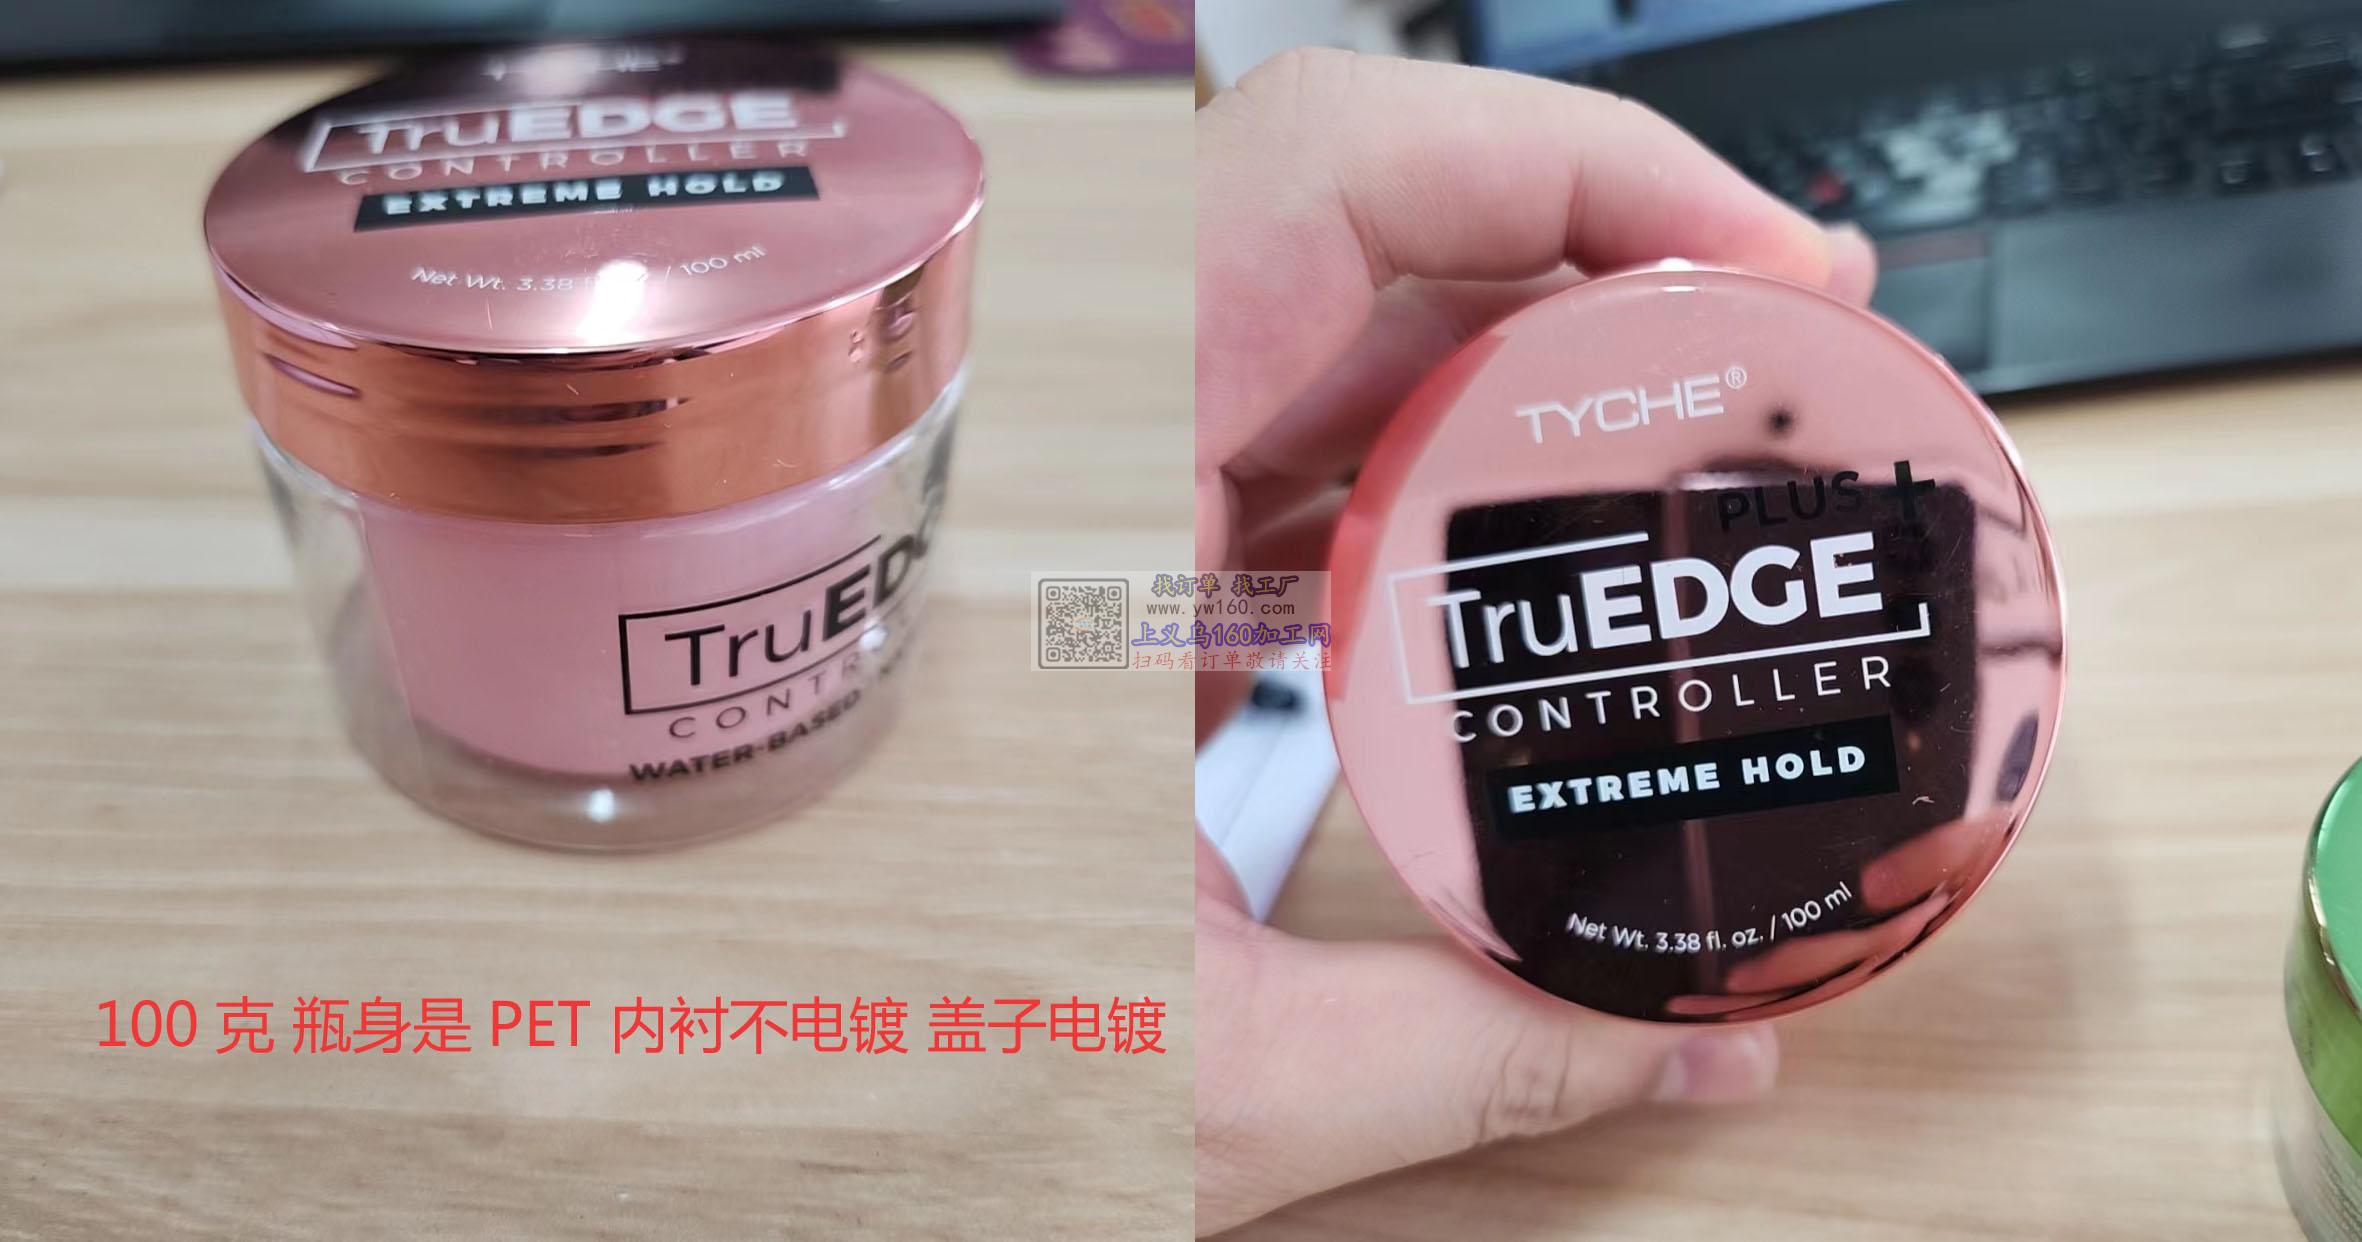 TruEDGE
CONTROLLER
EXTREME HOLD
Net Wt. 3.38 / 100 ml
TruED
CONTR
WATER-BASED
100 克 瓶身是 PET 内衬不电镀 盖子电镀
找订单 找工厂
www.yw160.com
上义乌160加工网
扫码看订单敬请关注
TYCHE®
PLUS +
TruEDGE
CONTROLLER
EXTREME HOLD
Net Wt. 3.38 fl. oz. / 100 ml